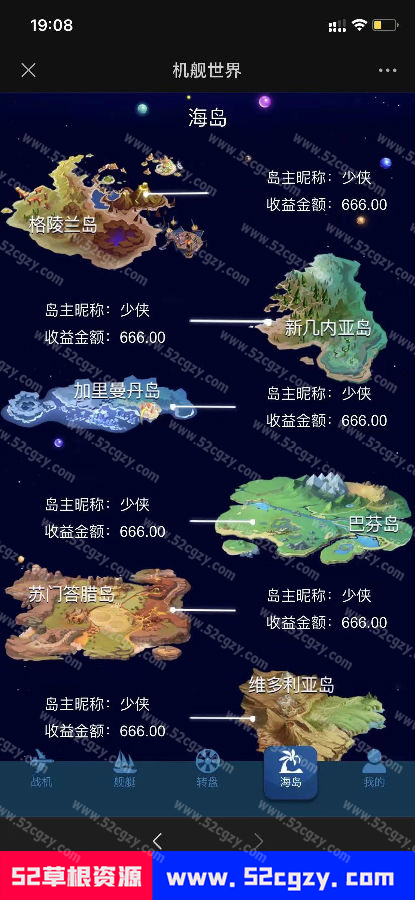 19:08
机舰世界
海岛
岛主昵称：少侠
收益金额：666.00
格陵兰岛
岛主昵称：少侠
收益金额：666.00
新几内亚岛
加里曼丹岛
岛主昵称：少侠
收益金额：666.00
岛主昵称：少侠
收益金额：666.00
巴芬岛
苏门答腊岛
岛主昵称：少侠
收益金额：666.00
维多利亚岛
岛主昵称：少侠
收益金额：666.00
战机
舰艇
转盘
海岛
我的
52草根资源
www.52cgzy.com